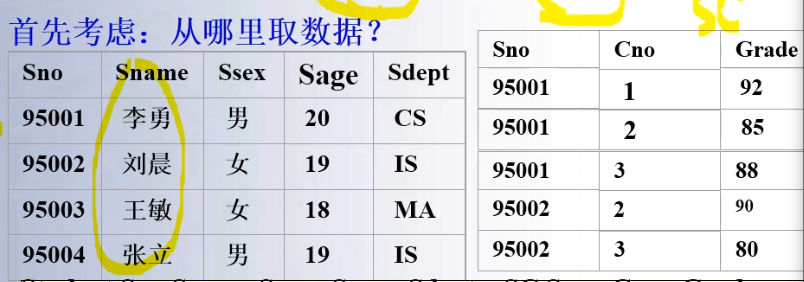 首先考虑：从哪里取数据？
Sno Sname Ssex Sage Sdept
95001 李勇 男 20 CS
95002 刘晨 女 19 IS
95003 王敏 女 18 MA
95004 张立 男 19 IS
Sno Cno Grade
95001 1 92
95001 2 85
95001 3 88
95002 2 90
95002 3 80